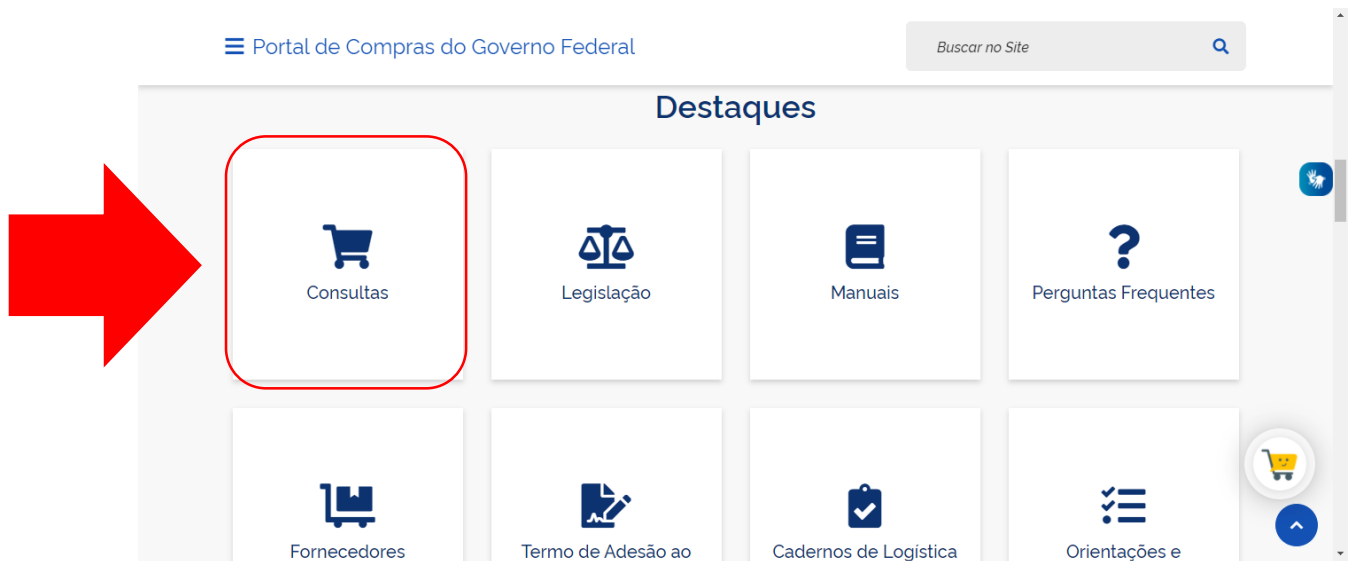 Portal de Compras do Governo Federal
Buscar no Site
Destaques
Consultas
Legislação
Manuais
Perguntas Frequentes
Fornecedores
Termo de Adesão ao
Cadernos de Logística
Orientações e